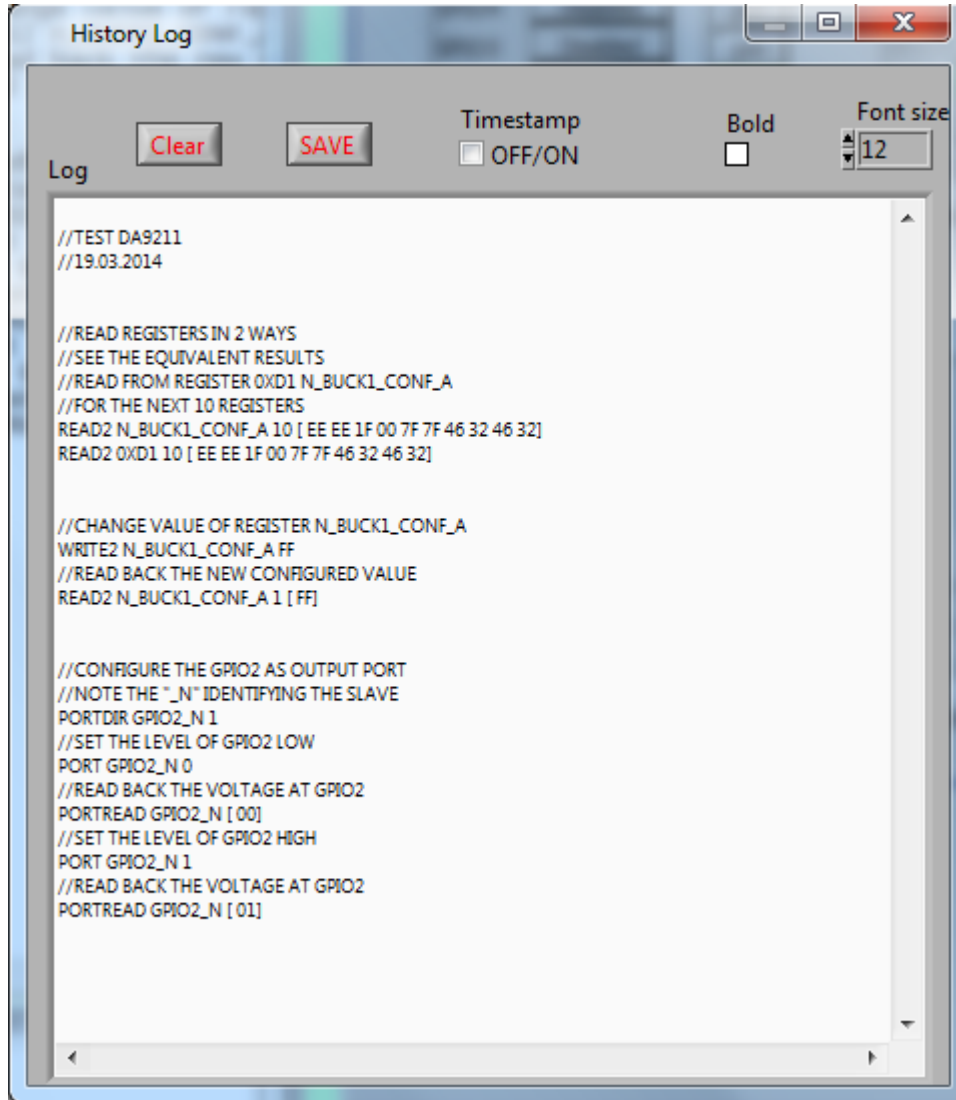 History Log
Clear
SAVE
Timestamp
OFF/ON
Bold
Font size
12
Log
//TEST DA9211
//19.03.2014
//READ REGISTERS IN 2 WAYS
//SEE THE EQUIVALENT RESULTS
//READ FROM REGISTER 0XD1 N_BUCK1_CONF_A
//FOR THE NEXT 10 REGISTERS
READ2 N_BUCK1_CONF_A 10 [ EE EE 1F 00 7F 7F 46 32 46 32]
READ2 0XD1 10 [ EE EE 1F 00 7F 7F 46 32 46 32]
//CHANGE VALUE OF REGISTER N_BUCK1_CONF_A
WRITE2 N_BUCK1_CONF_A FF
//READ BACK THE NEW CONFIGURED VALUE
READ2 N_BUCK1_CONF_A 1 [ FF]
//CONFIGURE THE GPIO2 AS OUTPUT PORT
//NOTE THE "_N" IDENTIFYING THE SLAVE
PORTDIR GPIO2_N 1
//SET THE LEVEL OF GPIO2 LOW
PORT GPIO2_N 0
//READ BACK THE VOLTAGE AT GPIO2
PORTREAD GPIO2_N [ 00]
//SET THE LEVEL OF GPIO2 HIGH
PORT GPIO2_N 1
//READ BACK THE VOLTAGE AT GPIO2
PORTREAD GPIO2_N [ 01]